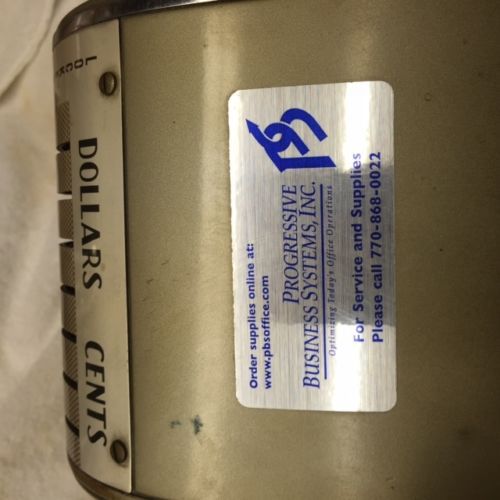 LOCK
DOLLARS CENTS
Order supplies online at:
www.pbsoffice.com
PROGRESSIVE
BUSINESS SYSTEMS, INC.
Optimizing Today's Office Operations
For Service and Supplies
Please call 770-868-0022